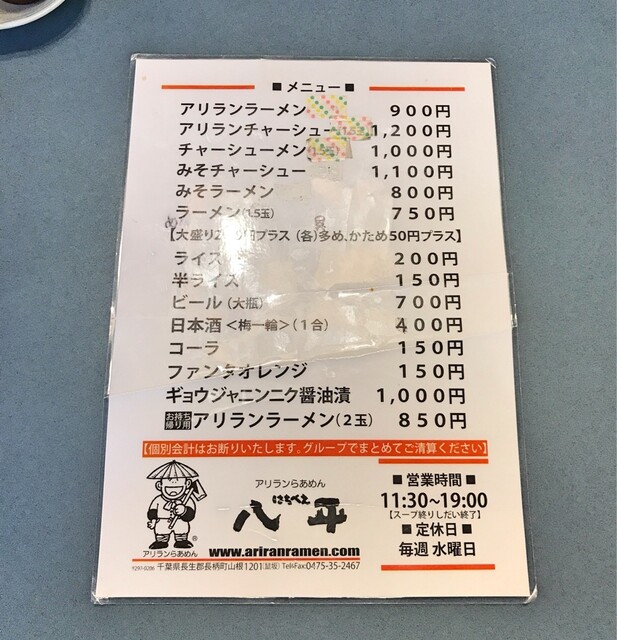 ■ メニュー ■
アリランラーメン 900円
アリランチャーシュー 1,200円
チャーシューメン 1,000円
みそチャーシュー 1,100円
みそラーメン 800円
ラーメン(1.5玉) 750円
【大盛り2 円プラス (各)多め、かため50円プラス】
ライス 200円
半ライス 150円
ビール (大瓶) 700円
日本酒 <梅一輪> (1合) 400円
コーラ 150円
ファンタオレンジ 150円
ギョウジャニンニク醤油漬 1,000円
お持ち帰り用 アリランラーメン(2玉) 850円
【個別会計はお断りいたします。グループでまとめてご清算ください】
アリランらあめん
はちべえ
八平
www.ariranramen.com
アリランらあめん ®
〒297-0206 千葉県長生郡長柄町山根1201(鼠坂) Tel&Fax:0475-35-2467
■ 営業時間 ■
11:30~19:00
【スープ終りしだい終了】
■ 定休日 ■
毎週 水曜日